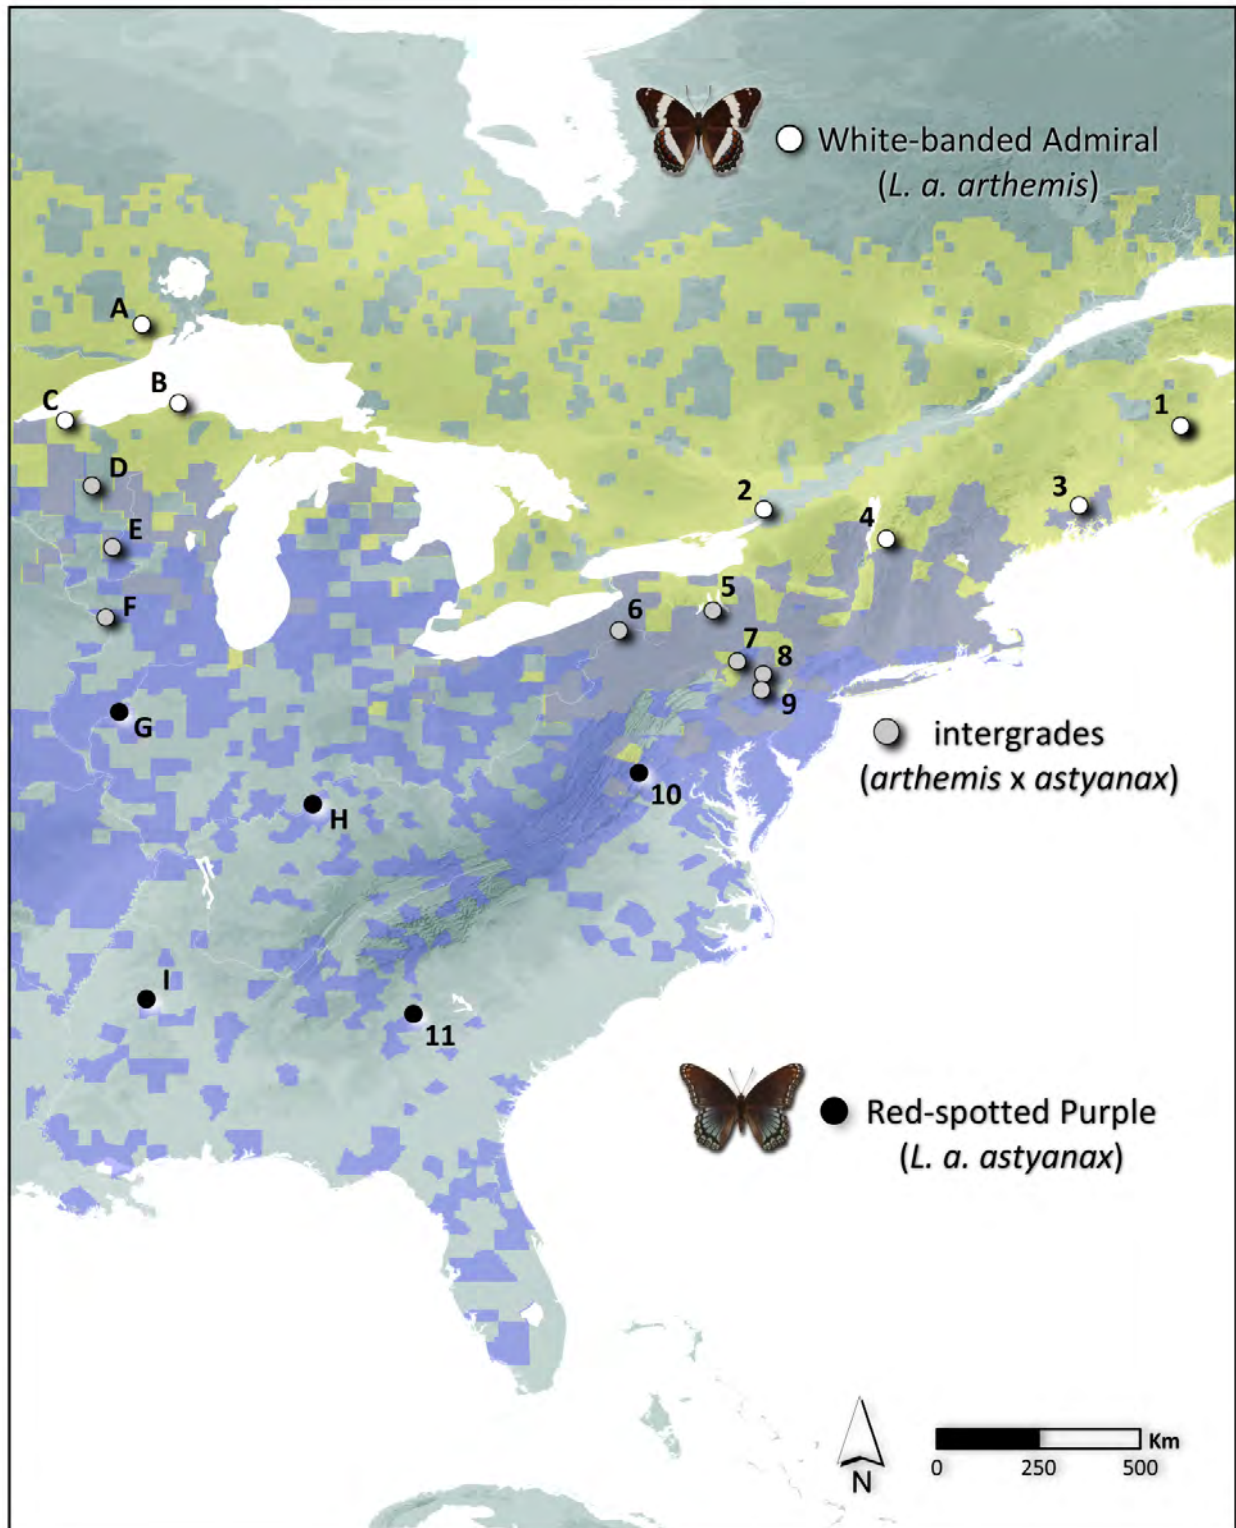 White-banded Admiral
(L. a. arthemis)
A
B
C
1
D
2
3
4
E
5
F
6
7
8
9
G
intergrades
(arthemis x astyanax)
10
H
I
11
Red-spotted Purple
(L. a. astyanax)
N
Km
0 250 500